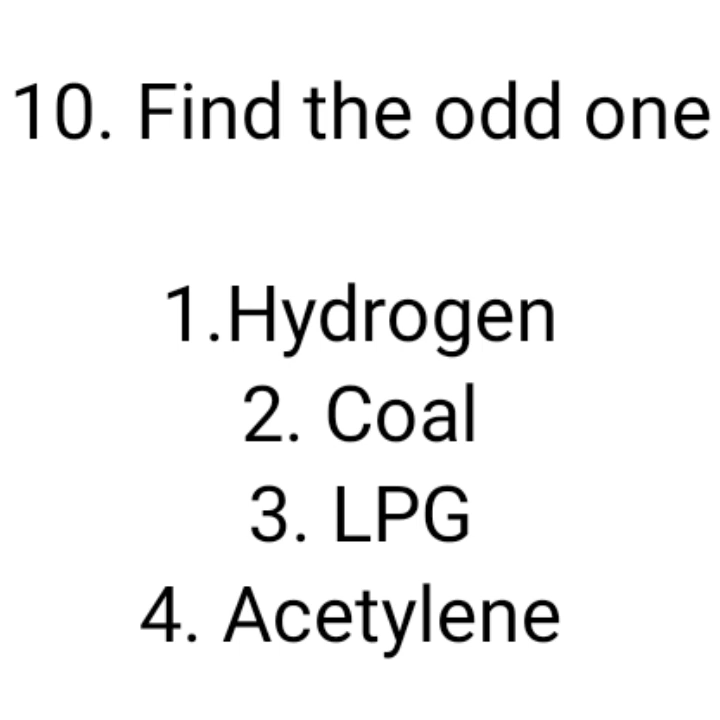 10. Find the odd one
1.Hydrogen
2. Coal
3. LPG
4. Acetylene